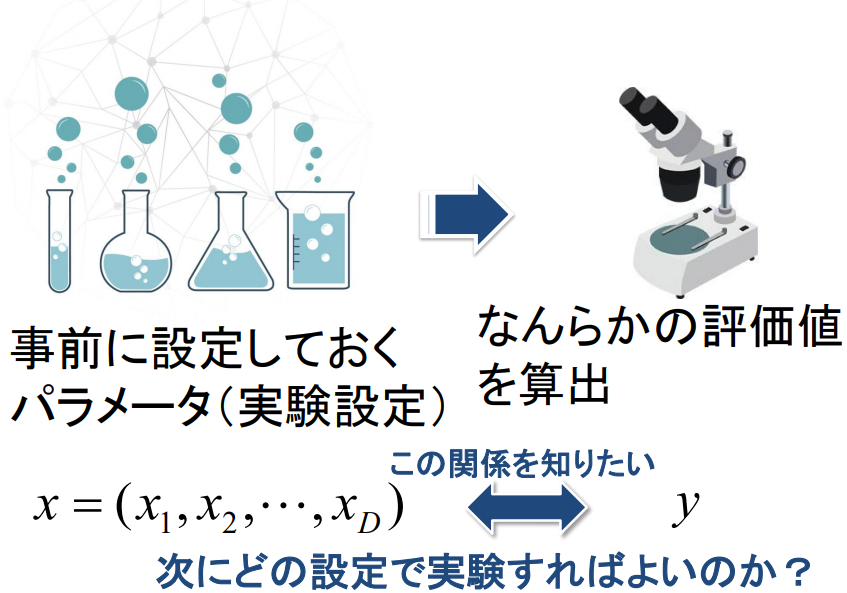 事前に設定しておく
パラメータ(実験設定)
なんらかの評価値
を算出
この関係を知りたい
x = (x₁, x₂, ⋯, x_D)
y
次にどの設定で実験すればよいのか？